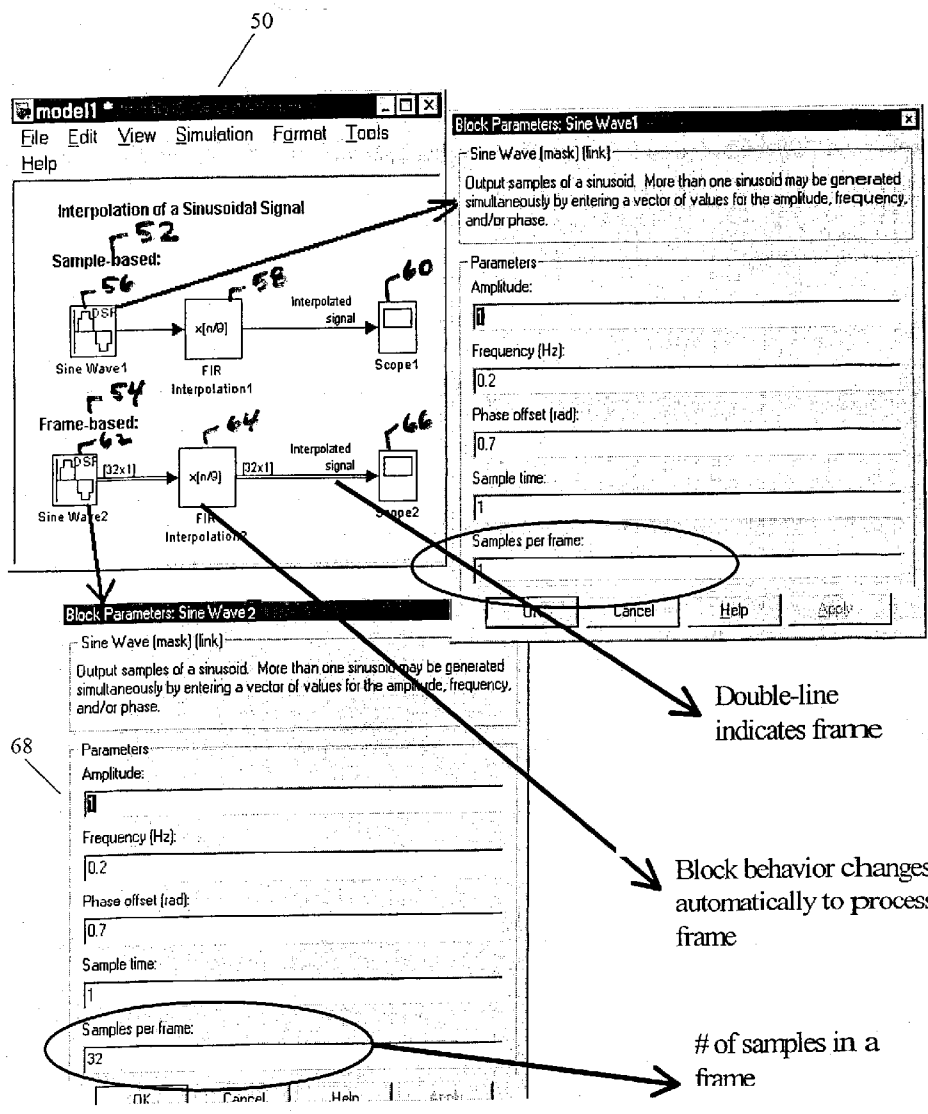 50
model1 *
File Edit View Simulation Format Tools
Help
Interpolation of a Sinusoidal Signal
52
Sample-based:
56
DSP
Sine Wave1
58
x[n/9]
FIR
Interpolation1
Interpolated
signal
60
Scope1
54
Frame-based:
62
DSP
[32x1]
Sine Wave2
64
x[n/9]
[32x1]
FIR
Interpolation2
Interpolated
signal
66
Scope2
Block Parameters: Sine Wave1
Sine Wave (mask) (link)
Output samples of a sinusoid. More than one sinusoid may be generated
simultaneously by entering a vector of values for the amplitude, frequency,
and/or phase.
Parameters
Amplitude:
1
Frequency (Hz):
0.2
Phase offset (rad):
0.7
Sample time:
1
Samples per frame:
1
OK Cancel Help Apply
Block Parameters: Sine Wave2
Sine Wave (mask) (link)
Output samples of a sinusoid. More than one sinusoid may be generated
simultaneously by entering a vector of values for the amplitude, frequency,
and/or phase.
68
Parameters
Amplitude:
1
Frequency (Hz):
0.2
Phase offset (rad):
0.7
Sample time:
1
Samples per frame:
32
OK Cancel Help Apply
Double-line
indicates frame
Block behavior changes
automatically to process
frame
# of samples in a
frame